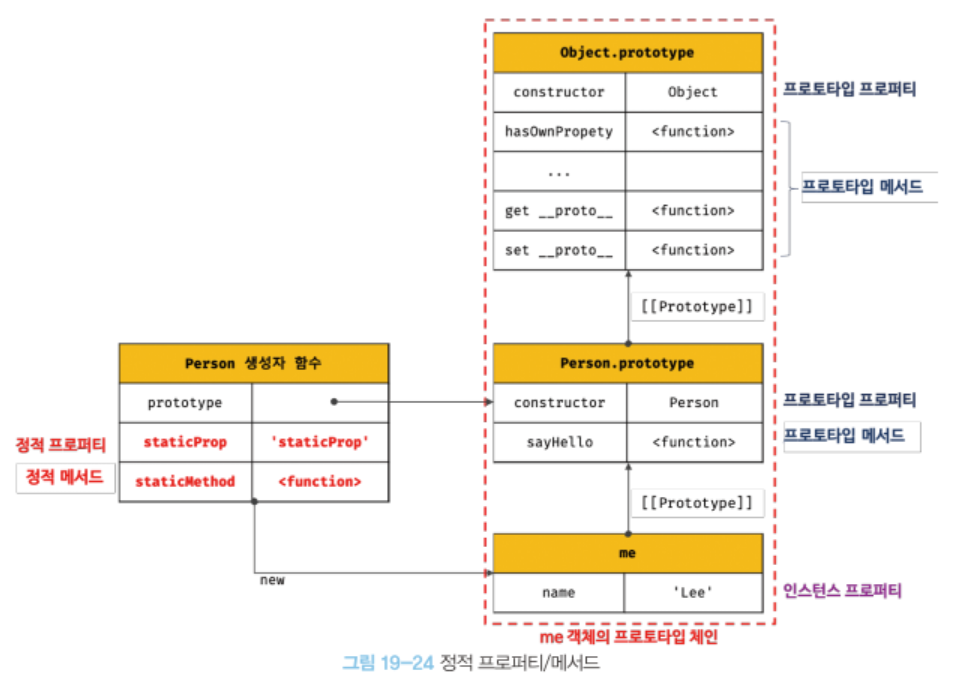 Object.prototype
constructor Object 프로토타입 프로퍼티
hasOwnPropety <function>
...
프로토타입 메서드
get __proto__ <function>
set __proto__ <function>
[[Prototype]]
Person 생성자 함수 Person.prototype
prototype constructor Person 프로토타입 프로퍼티
정적 프로퍼티 staticProp 'staticProp' sayHello <function> 프로토타입 메서드
정적 메서드 staticMethod <function>
[[Prototype]]
me
new
name 'Lee' 인스턴스 프로퍼티
me 객체의 프로토타입 체인
그림 19-24 정적 프로퍼티/메서드